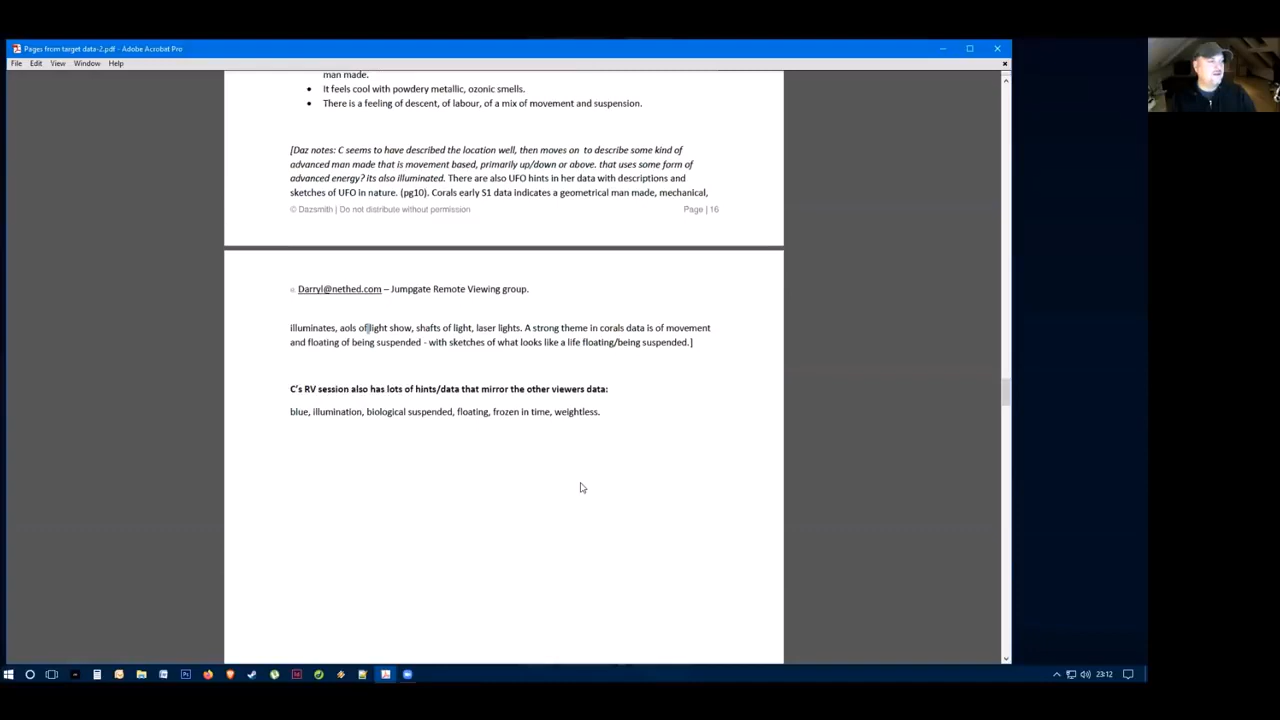 Pages from target data-2.pdf - Adobe Acrobat Pro
File Edit View Window Help
man made.
• It feels cool with powdery metallic, ozonic smells.
• There is a feeling of descent, of labour, of a mix of movement and suspension.
[Daz notes: C seems to have described the location well, then moves on to describe some kind of
advanced man made that is movement based, primarily up/down or above. that uses some form of
advanced energy? its also illuminated. There are also UFO hints in her data with descriptions and
sketches of UFO in nature. (pg10). Corals early S1 data indicates a geometrical man made, mechanical,
© Dazsmith | Do not distribute without permission Page | 16
Darryl@nethed.com – Jumpgate Remote Viewing group.
illuminates, aols of light show, shafts of light, laser lights. A strong theme in corals data is of movement
and floating of being suspended - with sketches of what looks like a life floating/being suspended.]
C's RV session also has lots of hints/data that mirror the other viewers data:
blue, illumination, biological suspended, floating, frozen in time, weightless.
23:12